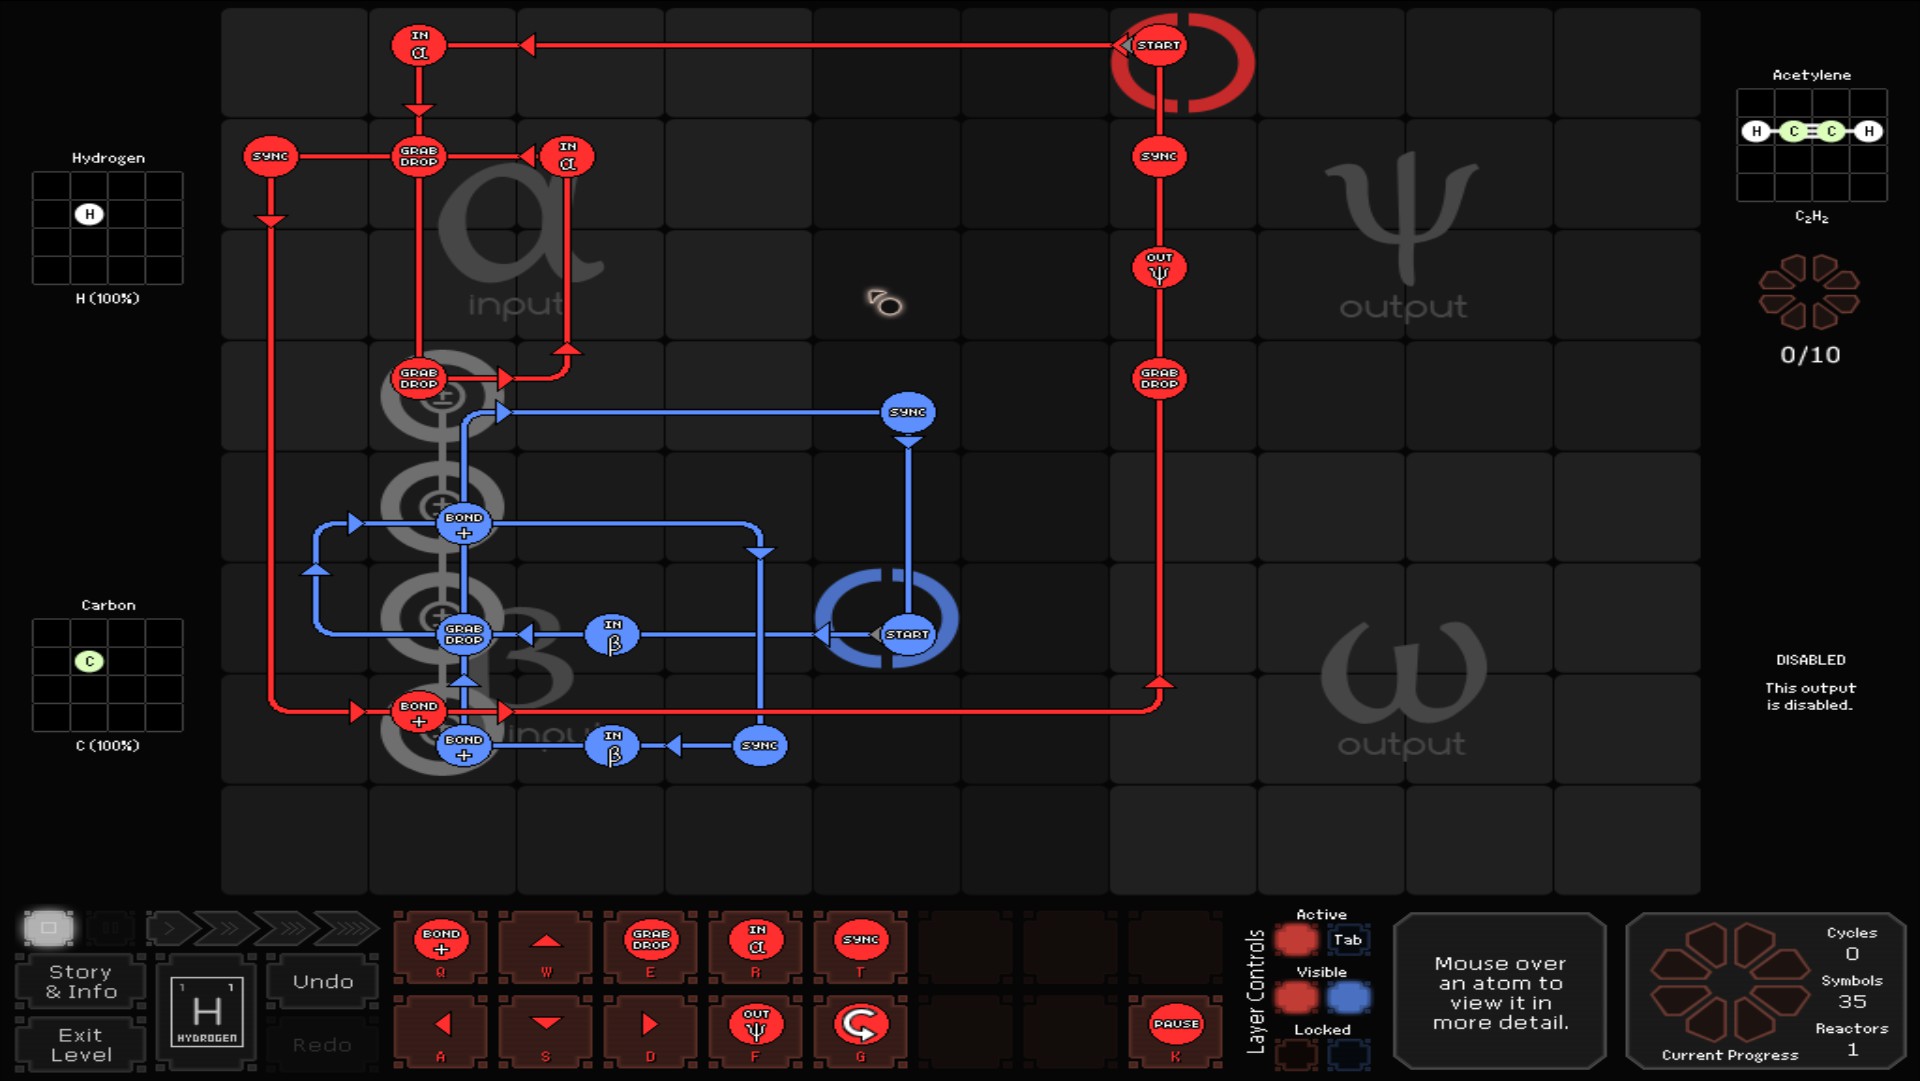 IN
α
START
Acetylene
H C C H
C₂H₂
0/10
Hydrogen
H
H (100%)
SYNC
GRAB
DROP
IN
α
SYNC
α
input
OUT
ψ
ψ
output
GRAB
DROP
GRAB
DROP
SYNC
BOND
+
Carbon
C
C (100%)
GRAB
DROP
IN
β
START
β
input
BOND
+
BOND
+
IN
β
SYNC
ω
output
DISABLED
This output
is disabled.
Story
& Info
Exit
Level
1 1
H
HYDROGEN
Undo
Redo
BOND
+
Q
W
GRAB
DROP
E
IN
α
R
SYNC
T
A
S
D
OUT
ψ
F
G
PAUSE
K
Layer Controls
Active
Tab
Visible
Locked
Mouse over
an atom to
view it in
more detail.
Cycles
0
Symbols
35
Reactors
1
Current Progress